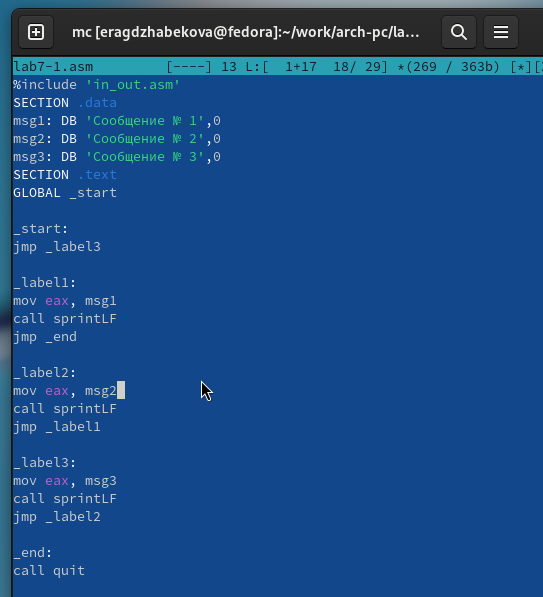 mc [eragdzhabekova@fedora]:~/work/arch-pc/la...
lab7-1.asm [----] 13 L:[ 1+17 18/ 29] *(269 / 363b) [*][
%include 'in_out.asm'
SECTION .data
msg1: DB 'Сообщение № 1',0
msg2: DB 'Сообщение № 2',0
msg3: DB 'Сообщение № 3',0
SECTION .text
GLOBAL _start
_start:
jmp _label3
_label1:
mov eax, msg1
call sprintLF
jmp _end
_label2:
mov eax, msg2
call sprintLF
jmp _label1
_label3:
mov eax, msg3
call sprintLF
jmp _label2
_end:
call quit